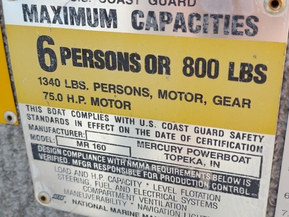 U.S. COAST GUARD
MAXIMUM CAPACITIES
6 PERSONS OR 800 LBS
1340 LBS. PERSONS, MOTOR, GEAR
75.0 H.P. MOTOR
THIS BOAT COMPLIES WITH U.S. COAST GUARD SAFETY
STANDARDS IN EFFECT ON THE DATE OF CERTIFICATION
MODEL: MR 160 MERCURY POWERBOAT
TOPEKA, IN
DESIGN COMPLIANCE WITH NMMA REQUIREMENTS BELOW IS
VERIFIED. MFGR RESPONSIBLE FOR PRODUCTION CONTROL
LOAD AND H.P. CAPACITY • LEVEL FLOTATION
STEERING, FUEL AND ELECTRICAL SYSTEMS
MANEUVERABILITY • NAVIGATION LIGHTS
VENTILATION
NATIONAL MARINE